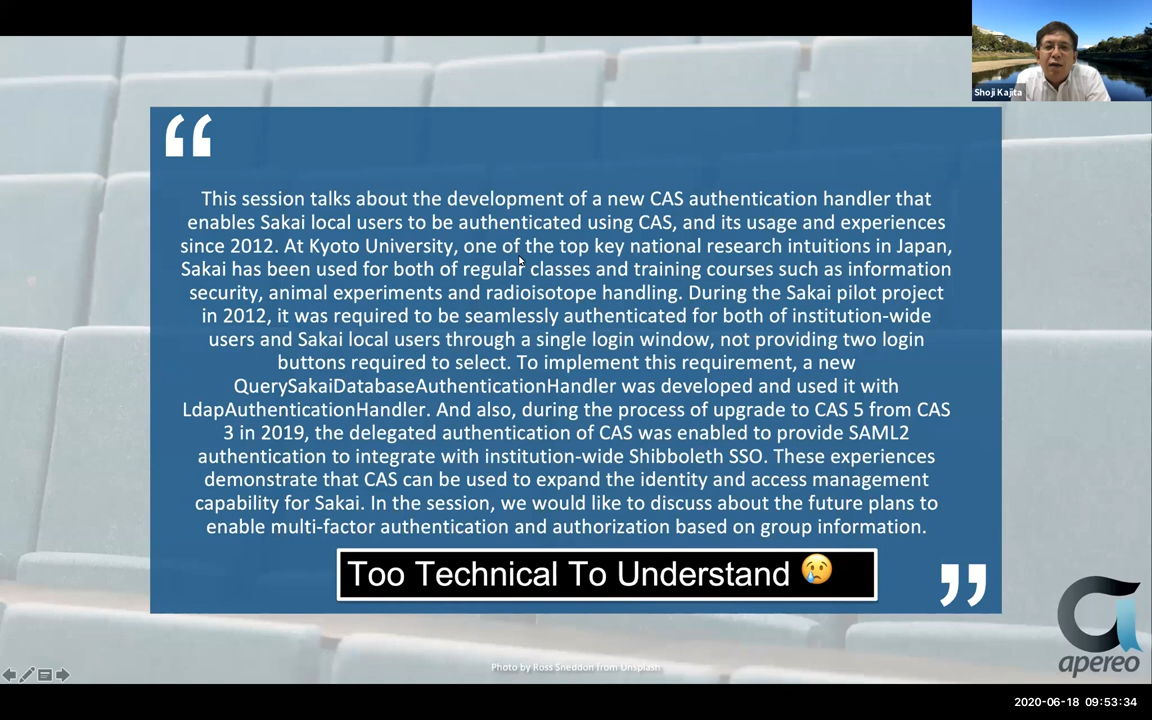 Shoji Kajita
“
This session talks about the development of a new CAS authentication handler that
enables Sakai local users to be authenticated using CAS, and its usage and experiences
since 2012. At Kyoto University, one of the top key national research intuitions in Japan,
Sakai has been used for both of regular classes and training courses such as information
security, animal experiments and radioisotope handling. During the Sakai pilot project
in 2012, it was required to be seamlessly authenticated for both of institution-wide
users and Sakai local users through a single login window, not providing two login
buttons required to select. To implement this requirement, a new
QuerySakaiDatabaseAuthenticationHandler was developed and used it with
LdapAuthenticationHandler. And also, during the process of upgrade to CAS 5 from CAS
3 in 2019, the delegated authentication of CAS was enabled to provide SAML2
authentication to integrate with institution-wide Shibboleth SSO. These experiences
demonstrate that CAS can be used to expand the identity and access management
capability for Sakai. In the session, we would like to discuss about the future plans to
enable multi-factor authentication and authorization based on group information.
Too Technical To Understand 😢
”
apereo
Photo by Ross Sneddon from Unsplash
2020-06-18 09:53:34